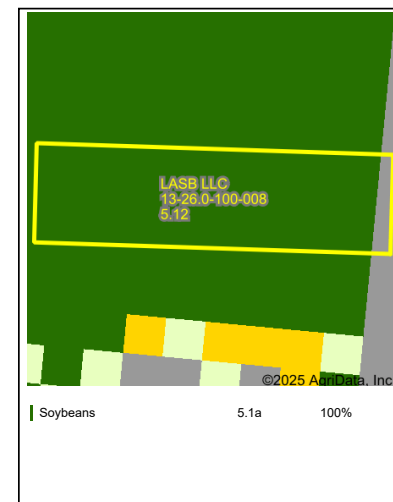 LASB LLC
13-26.0-100-008
5.12
©2025 AgriData, Inc
Soybeans 5.1a 100%